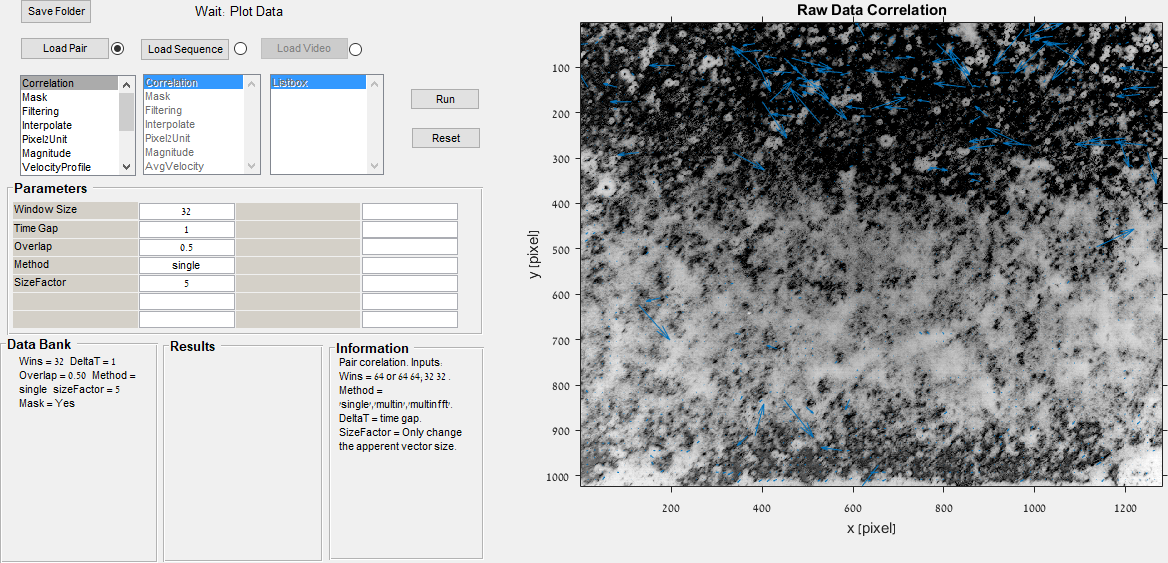 Save Folder
Wait: Plot Data
Load Pair
Load Sequence
Load Video
Correlation
Mask
Filtering
Interpolate
Pixel2Unit
Magnitude
VelocityProfile
Correlation
Mask
Filtering
Interpolate
Pixel2Unit
Magnitude
AvgVelocity
Listbox
Run
Reset
Parameters
Window Size 32
Time Gap 1
Overlap 0.5
Method single
SizeFactor 5
Data Bank
Wins = 32 DeltaT = 1
Overlap = 0.50 Method =
single sizeFactor = 5
Mask = Yes
Results
Information
Pair corelation. Inputs:
Wins = 64 or 64 64, 32 32 .
Method =
'single','multin','multinfft'.
DeltaT = time gap.
SizeFactor = Only change
the apperent vector size.
Raw Data Correlation
y [pixel]
100
200
300
400
500
600
700
800
900
1000
200 400 600 800 1000 1200
x [pixel]